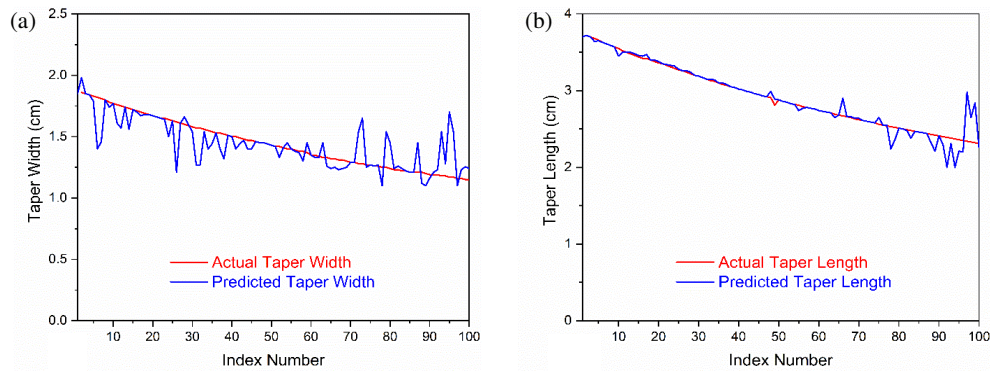 (a)
2.5
2.0
1.5
1.0
0.5
0.0
Taper Width (cm)
Actual Taper Width
Predicted Taper Width
10 20 30 40 50 60 70 80 90 100
Index Number
(b)
4
3
2
1
0
Taper Length (cm)
Actual Taper Length
Predicted Taper Length
10 20 30 40 50 60 70 80 90 100
Index Number